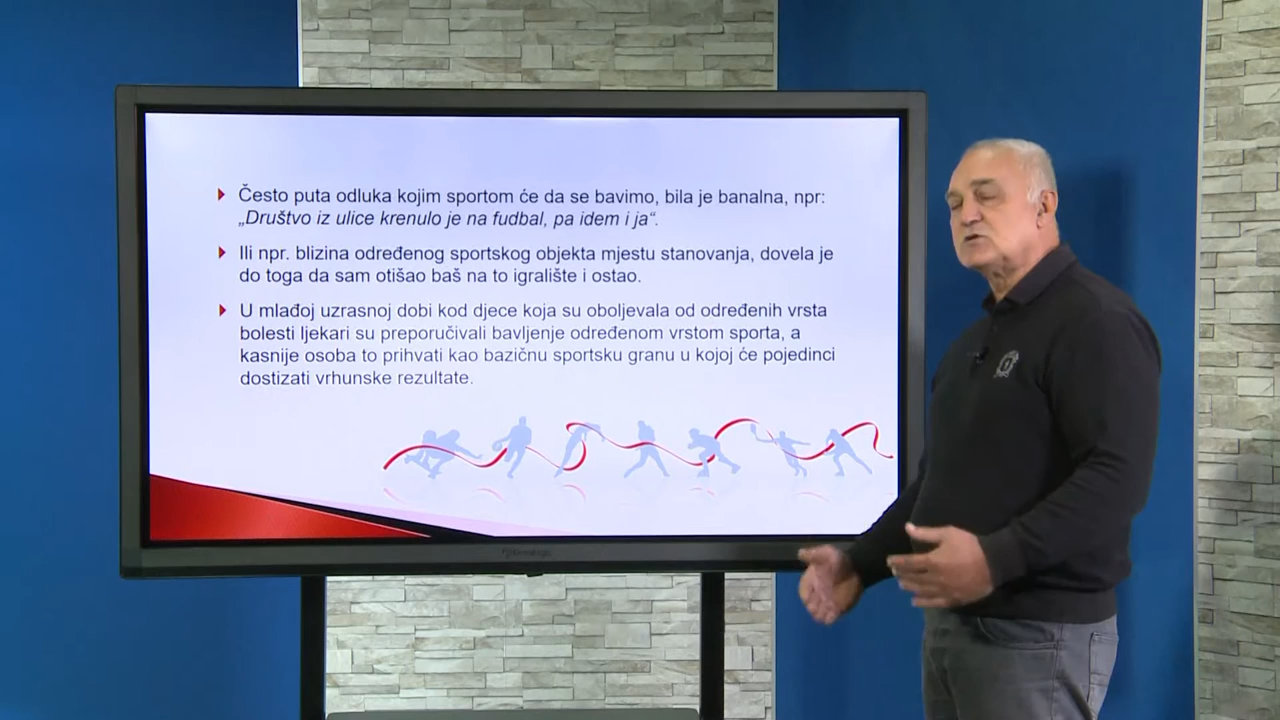 Često puta odluka kojim sportom će da se bavimo, bila je banalna, npr:
„Društvo iz ulice krenulo je na fudbal, pa idem i ja“.
Ili npr. blizina određenog sportskog objekta mjestu stanovanja, dovela je
do toga da sam otišao baš na to igralište i ostao.
U mlađoj uzrasnoj dobi kod djece koja su oboljevala od određenih vrsta
bolesti ljekari su preporučivali bavljenje određenom vrstom sporta, a
kasnije osoba to prihvati kao bazičnu sportsku granu u kojoj će pojedinci
dostizati vrhunske rezultate.